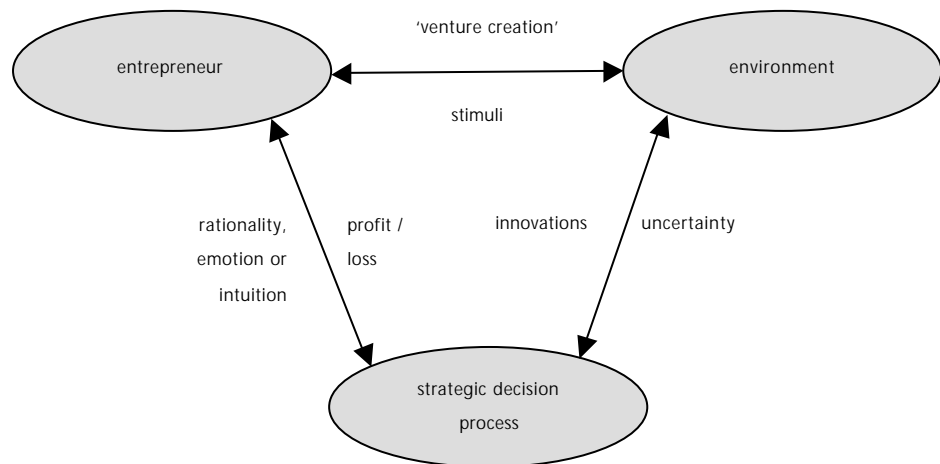 ‘venture creation’
entrepreneur
environment
stimuli
rationality,
emotion or
intuition
profit /
loss
innovations
uncertainty
strategic decision
process